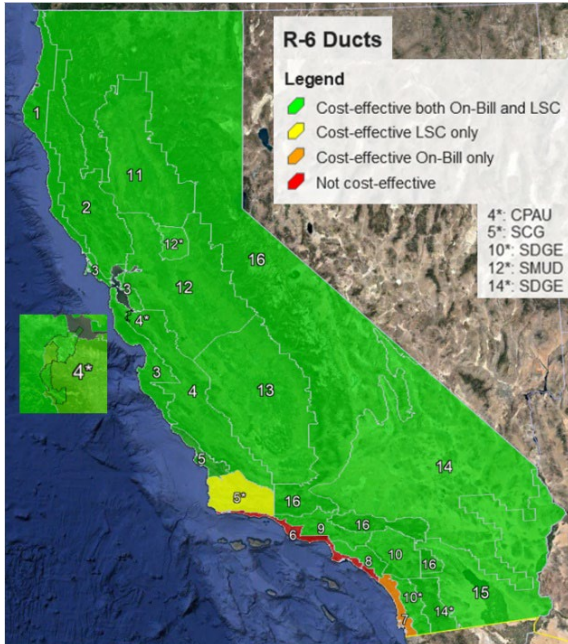 R-6 Ducts
Legend
Cost-effective both On-Bill and LSC
Cost-effective LSC only
Cost-effective On-Bill only
Not cost-effective
4*: CPAU
5*: SCG
10*: SDGE
12*: SMUD
14*: SDGE
1
11
2
12*
16
3
3
12
4*
4*
3
4
13
5
14
5*
16
6
9
16
8
10
16
15
10*
14*
7